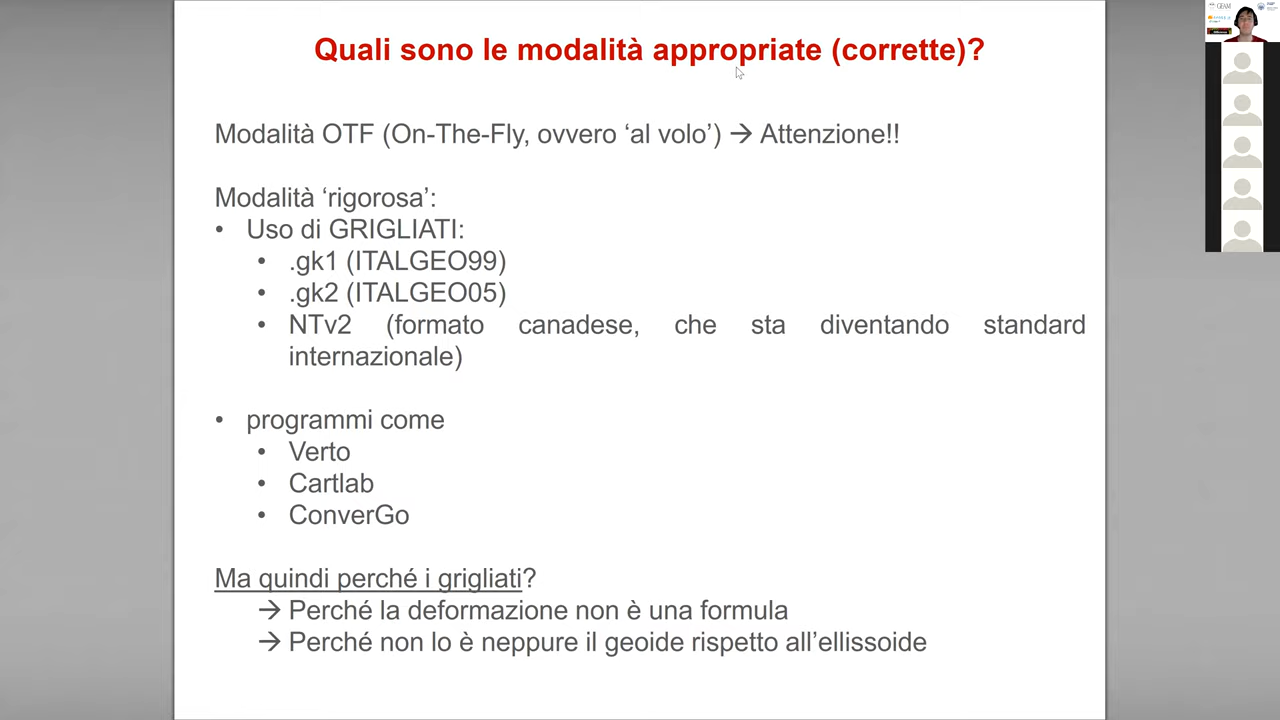 Quali sono le modalità appropriate (corrette)?
Modalità OTF (On-The-Fly, ovvero ‘al volo’) → Attenzione!!
Modalità ‘rigorosa’:
• Uso di GRIGLIATI:
• .gk1 (ITALGEO99)
• .gk2 (ITALGEO05)
• NTv2 (formato canadese, che sta diventando standard
internazionale)
• programmi come
• Verto
• Cartlab
• ConverGo
Ma quindi perché i grigliati?
→ Perché la deformazione non è una formula
→ Perché non lo è neppure il geoide rispetto all’ellissoide
GEAM